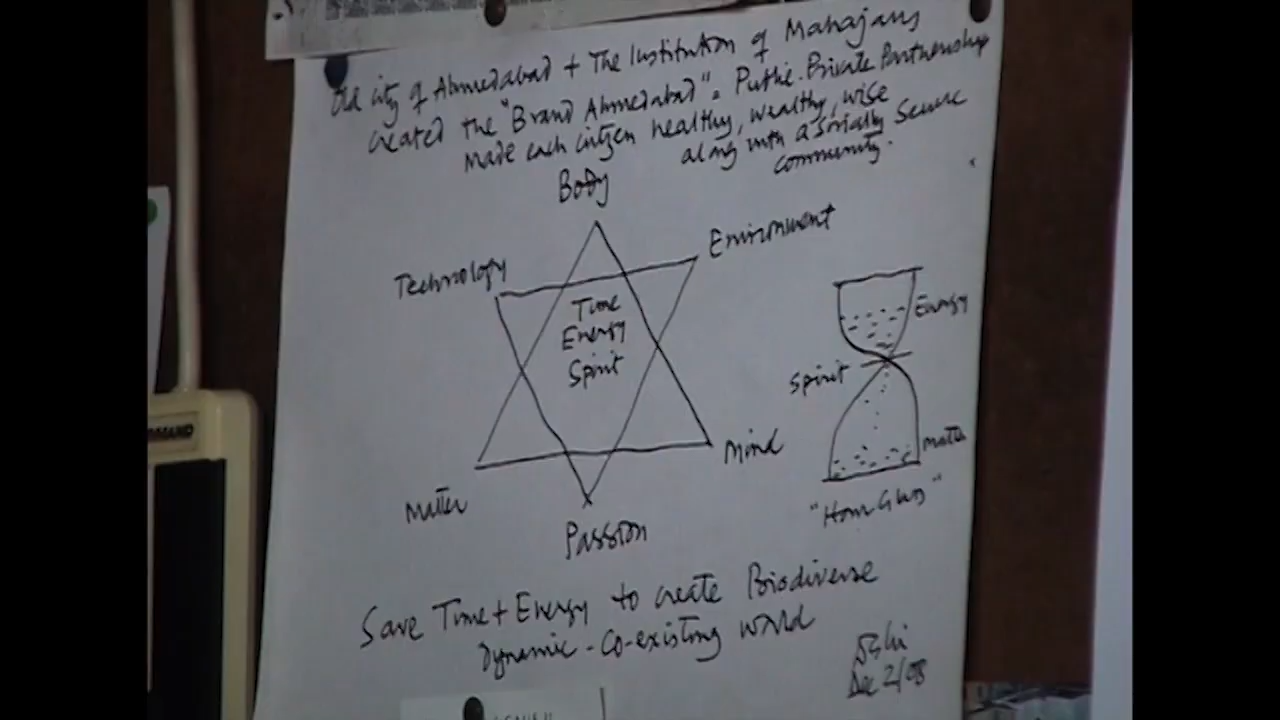 Old city of Ahmedabad + The Institution of Mahajans
created the "Brand Ahmedabad" = Public-Private Partnership
made each citizen healthy, wealthy, wise
along with a socially secure
community.
Body
Environment
Technology
Time
Energy
Spirit
Energy
Spirit
Matter
Mind
Matter
"Hour Glass"
Passion
Save Time + Energy to create Biodiverse
Dynamic - Co-existing world
Dec 2/08
MAND